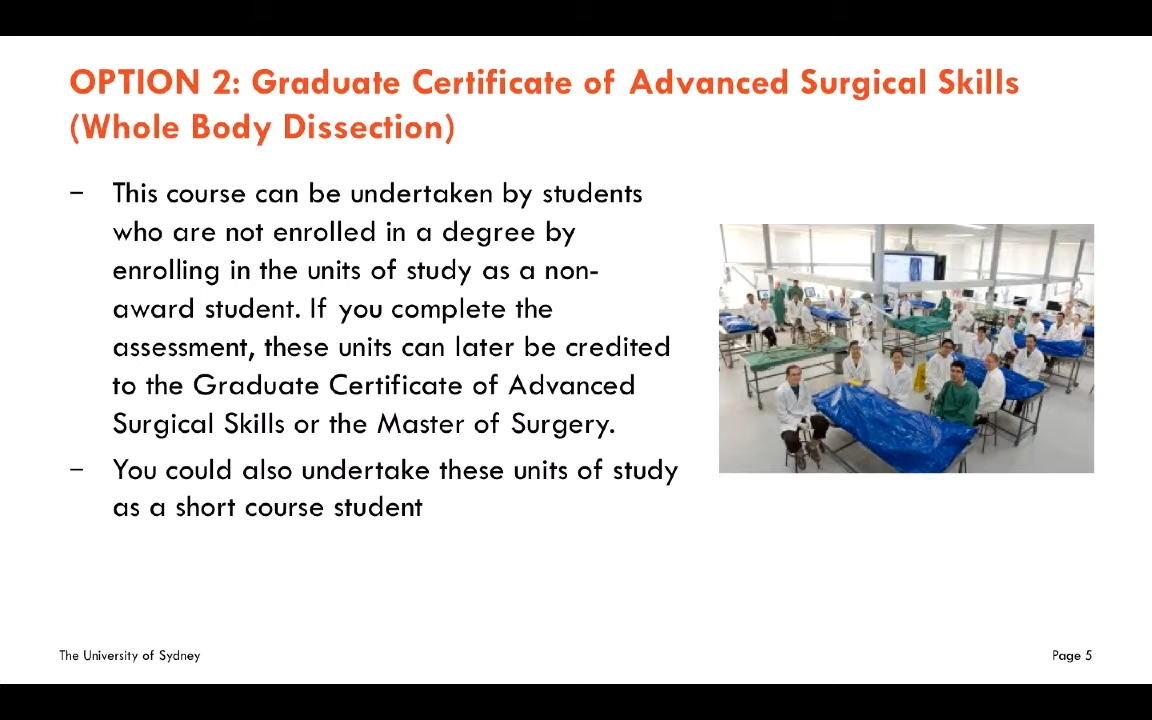 OPTION 2: Graduate Certificate of Advanced Surgical Skills
(Whole Body Dissection)
– This course can be undertaken by students
who are not enrolled in a degree by
enrolling in the units of study as a non-
award student. If you complete the
assessment, these units can later be credited
to the Graduate Certificate of Advanced
Surgical Skills or the Master of Surgery.
– You could also undertake these units of study
as a short course student
The University of Sydney
Page 5